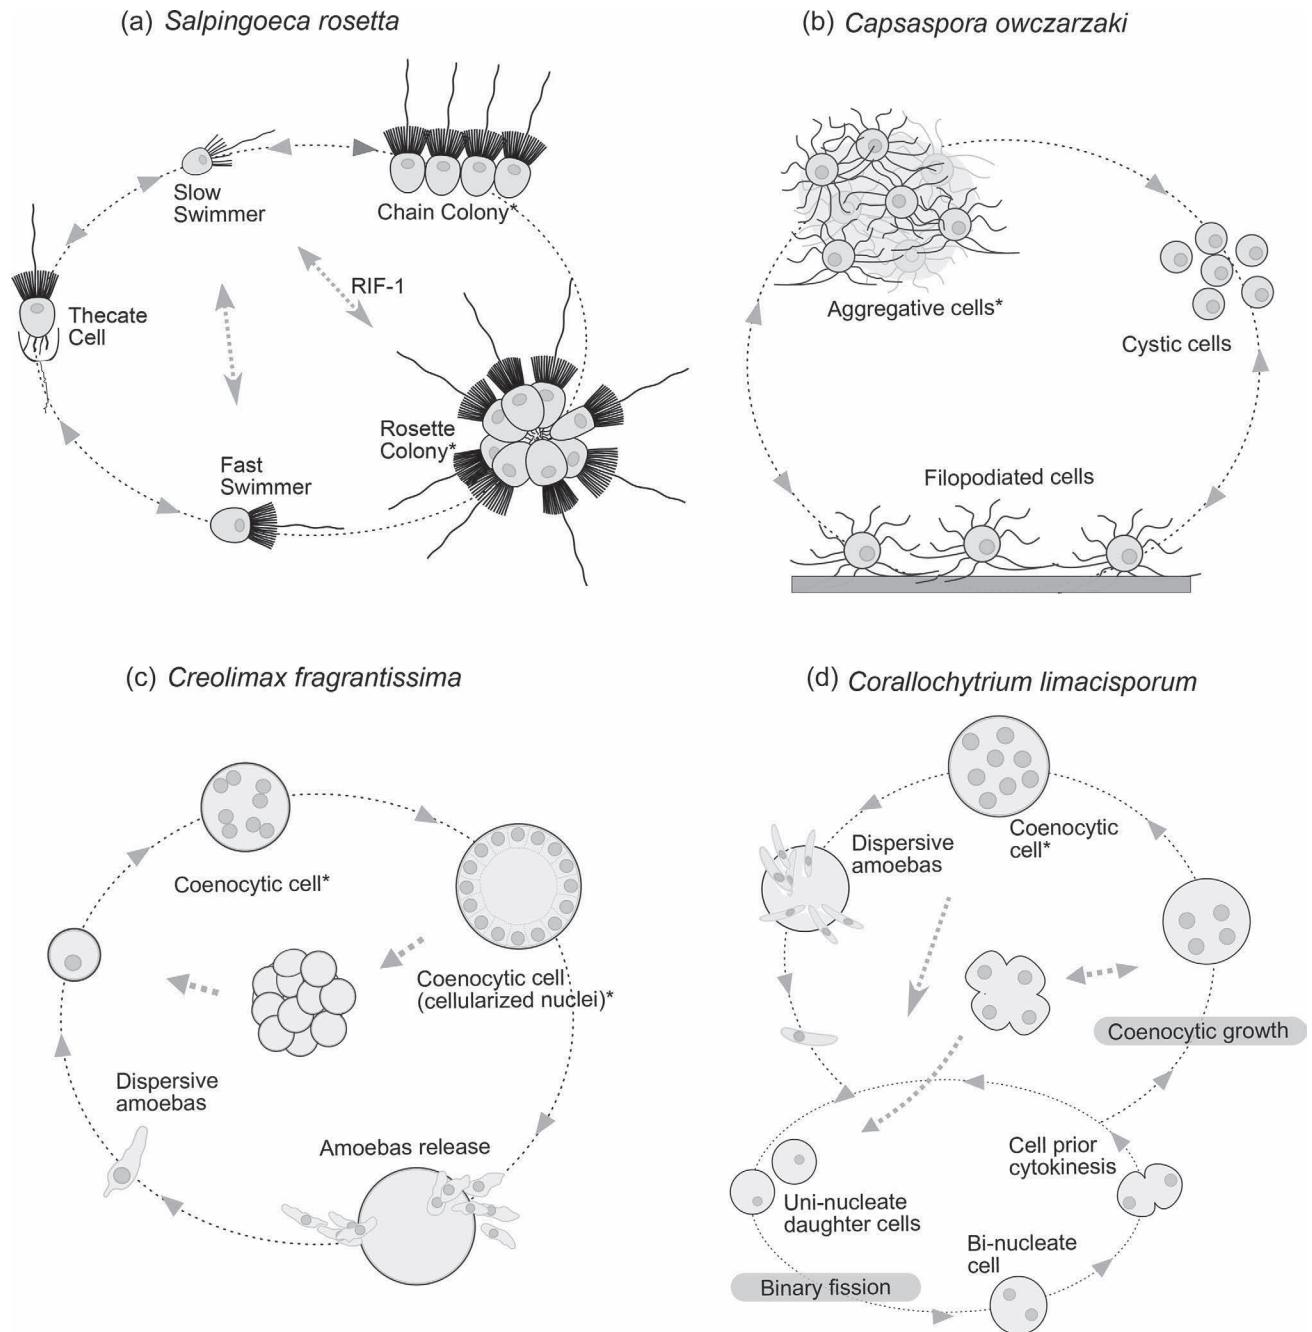 (a) Salpingoeca rosetta
Slow
Swimmer
Chain Colony*
RIF-1
Thecate
Cell
Rosette
Colony*
Fast
Swimmer
(b) Capsaspora owczarzaki
Aggregative cells*
Cystic cells
Filopodiated cells
(c) Creolimax fragrantissima
Coenocytic cell*
Coenocytic cell
(cellularized nuclei)*
Dispersive
amoebas
Amoebas release
(d) Corallochytrium limacisporum
Coenocytic
cell*
Dispersive
amoebas
Coenocytic growth
Cell prior
cytokinesis
Uni-nucleate
daughter cells
Bi-nucleate
cell
Binary fission